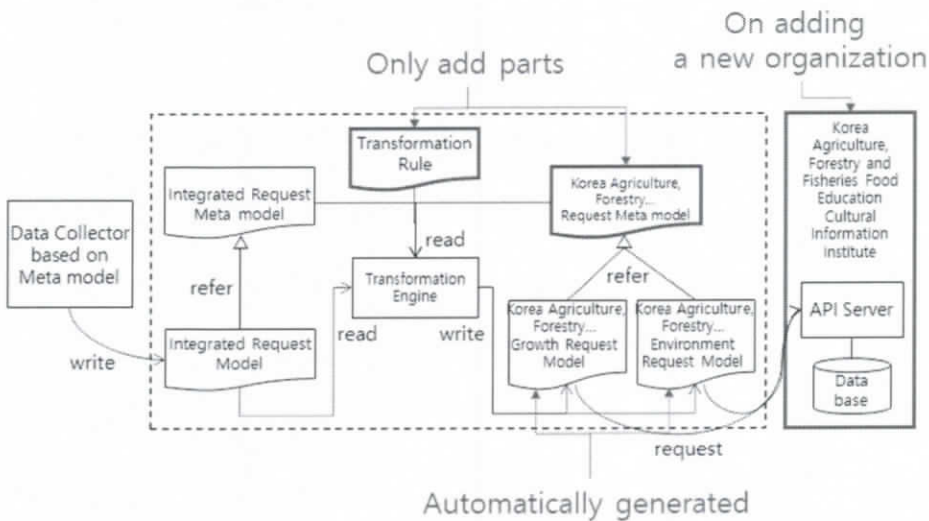 On adding
a new organization
Only add parts
Transformation
Rule
Integrated Request
Meta model
Korea Agriculture,
Forestry...
Request Meta model
Korea
Agriculture,
Forestry and
Fisheries Food
Education
Cultural
Information
Institute
Data Collector
based on
Meta model
read
refer
Transformation
Engine
refer
write
Integrated Request
Model
read
write
Korea Agriculture,
Forestry...
Growth Request
Model
Korea Agriculture,
Forestry...
Environment
Request Model
API Server
Data
base
request
Automatically generated